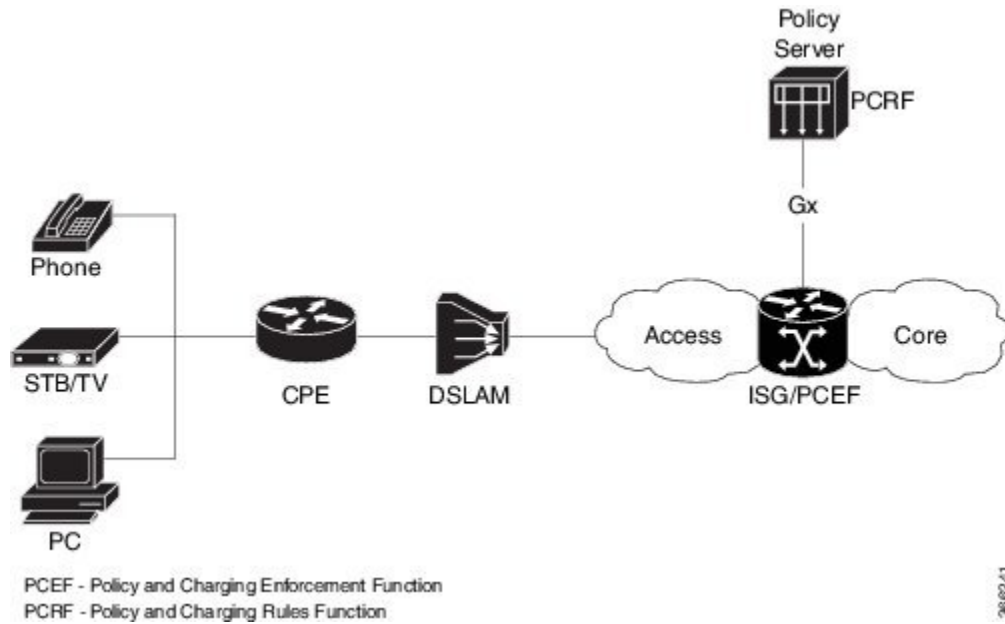 Policy
Server
PCRF
Gx
Phone
STB/TV
PC
CPE
DSLAM
Access
ISG/PCEF
Core
PCEF - Policy and Charging Enforcement Function
PCRF - Policy and Charging Rules Function